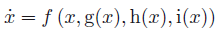 ẋ = f (x, g(x), h(x), i(x))